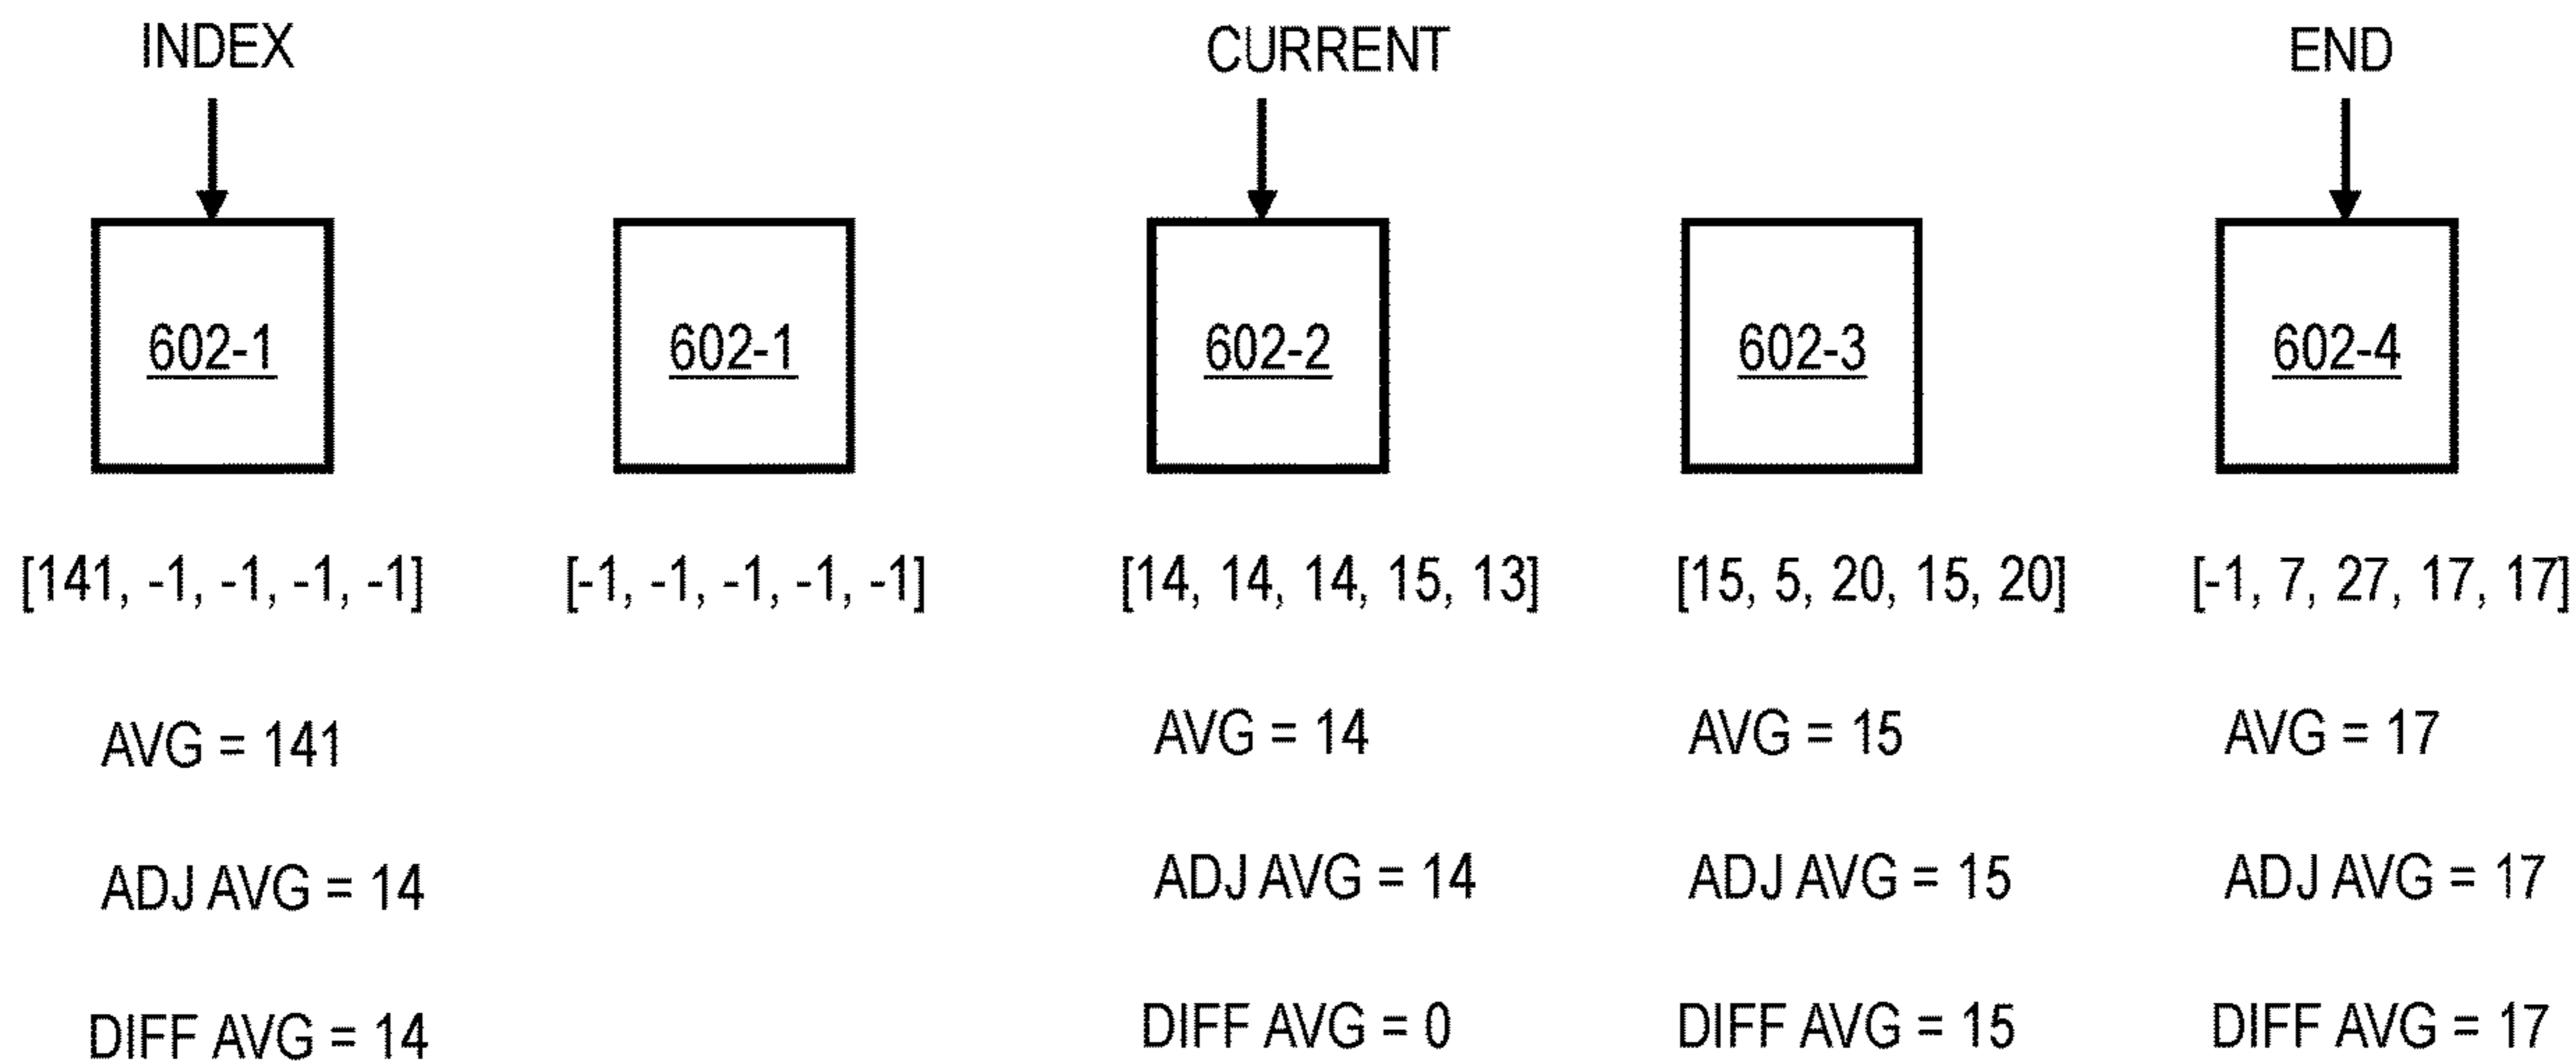 INDEX CURRENT END
602-1 602-1 602-2 602-3 602-4
[141, -1, -1, -1, -1] [-1, -1, -1, -1, -1] [14, 14, 14, 15, 13] [15, 5, 20, 15, 20] [-1, 7, 27, 17, 17]
AVG = 141 AVG = 14 AVG = 15 AVG = 17
ADJ AVG = 14 ADJ AVG = 14 ADJ AVG = 15 ADJ AVG = 17
DIFF AVG = 14 DIFF AVG = 0 DIFF AVG = 15 DIFF AVG = 17